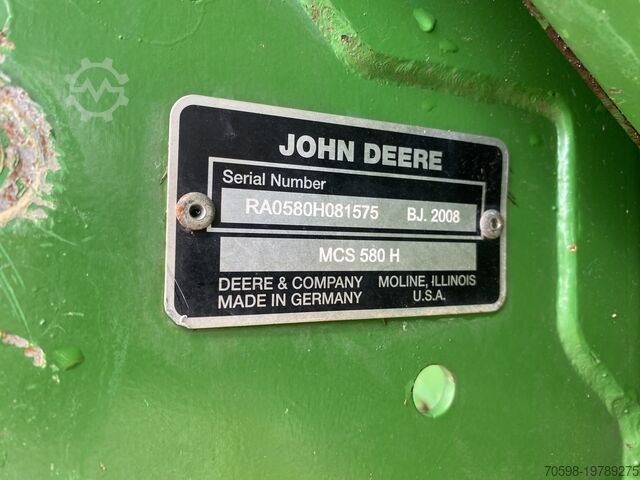 JOHN DEERE
Serial Number
RA0580H081575 BJ. 2008
MCS 580 H
DEERE & COMPANY MOLINE, ILLINOIS
MADE IN GERMANY U.S.A.
70598-19789275